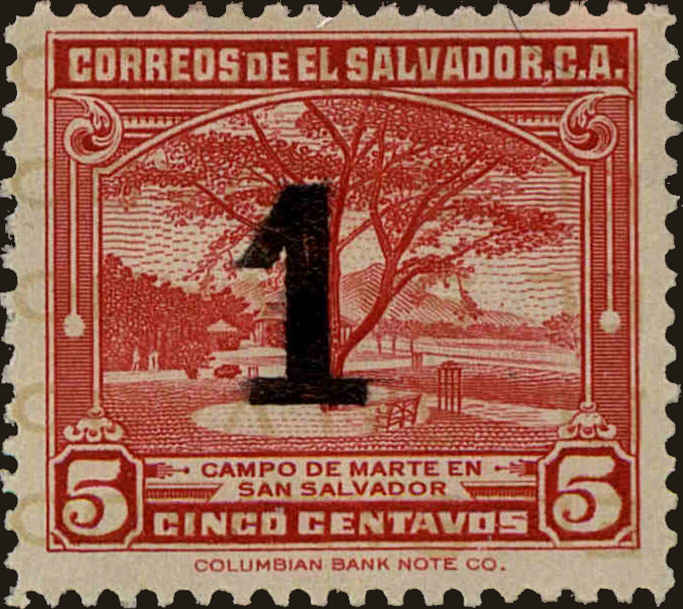 CORREOS DE EL SALVADOR, C.A.
1
CAMPO DE MARTE EN
SAN SALVADOR
5 CINCO CENTAVOS 5
COLUMBIAN BANK NOTE CO.